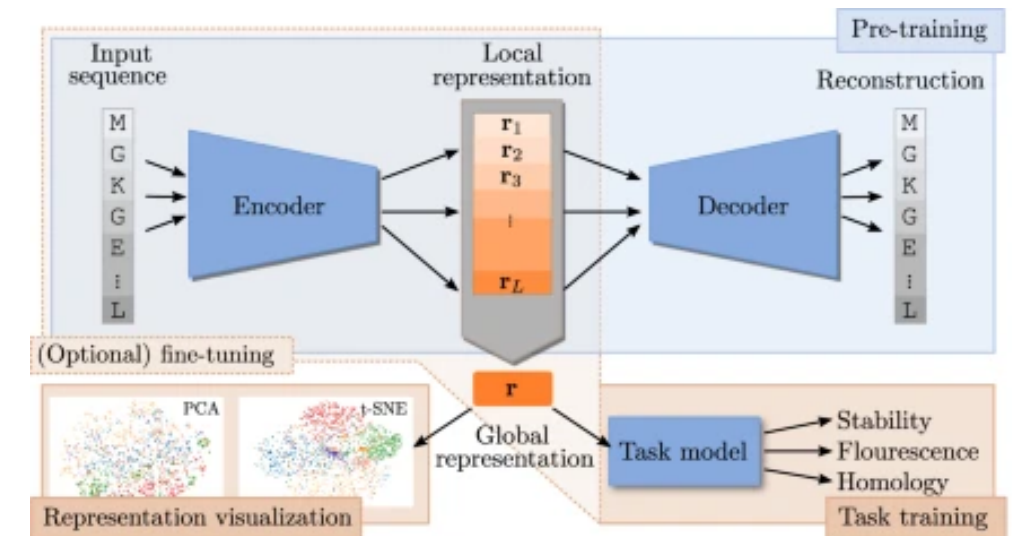 Pre-training
Input
sequence
Local
representation
Reconstruction
M
G
K
G
E
⋮
L
Encoder
r1
r2
r3
⋮
rL
Decoder
M
G
K
G
E
⋮
L
(Optional) fine-tuning
r
PCA
t-SNE
Global
representation
Task model
Stability
Flourescence
Homology
Representation visualization
Task training